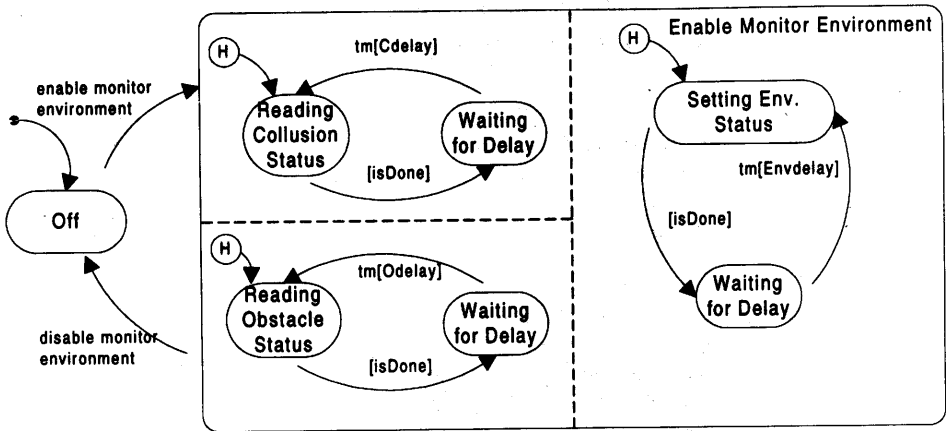 Enable Monitor Environment
H
tm[Cdelay]
enable monitor
environment
Reading
Collusion
Status
Waiting
for Delay
[isDone]
H
Setting Env.
Status
tm[Envdelay]
[isDone]
Waiting
for Delay
Off
H
tm[Odelay]
Reading
Obstacle
Status
Waiting
for Delay
[isDone]
disable monitor
environment